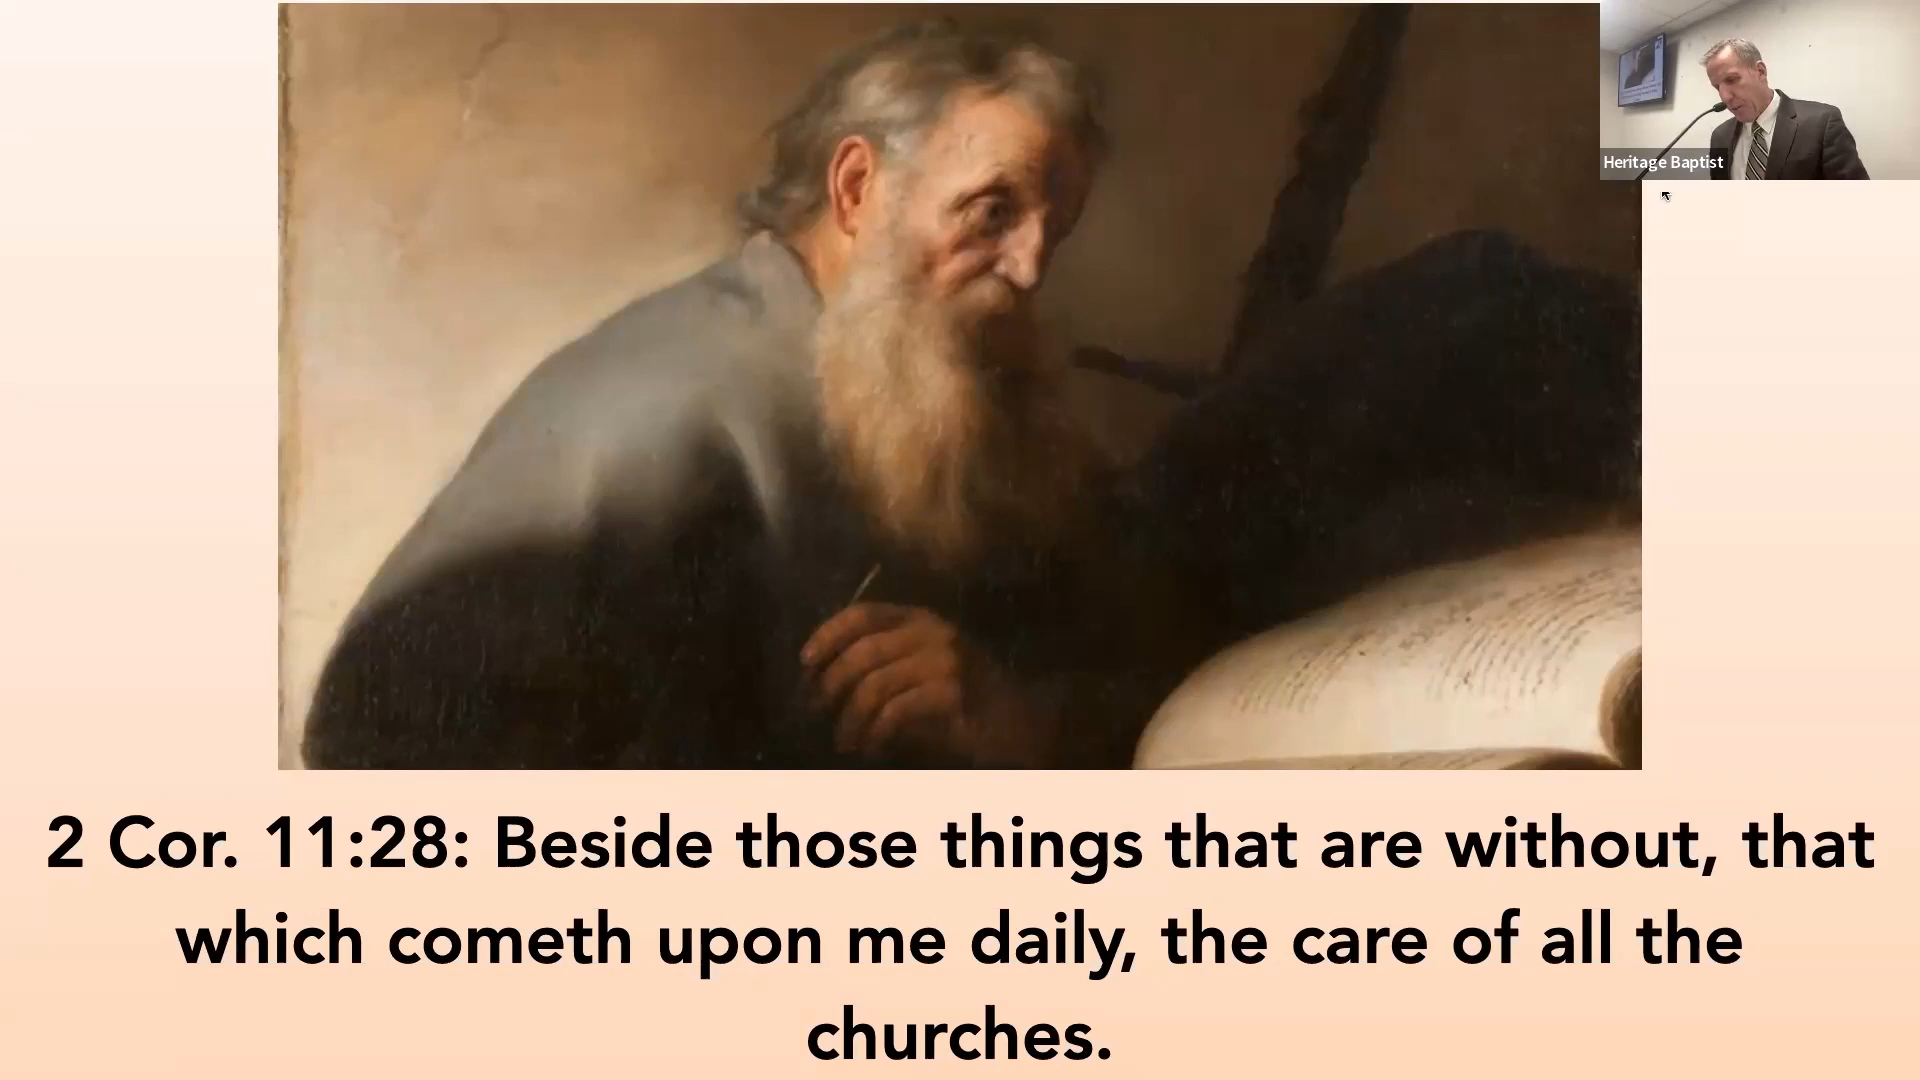 Heritage Baptist
2 Cor. 11:28: Beside those things that are without, that
which cometh upon me daily, the care of all the
churches.